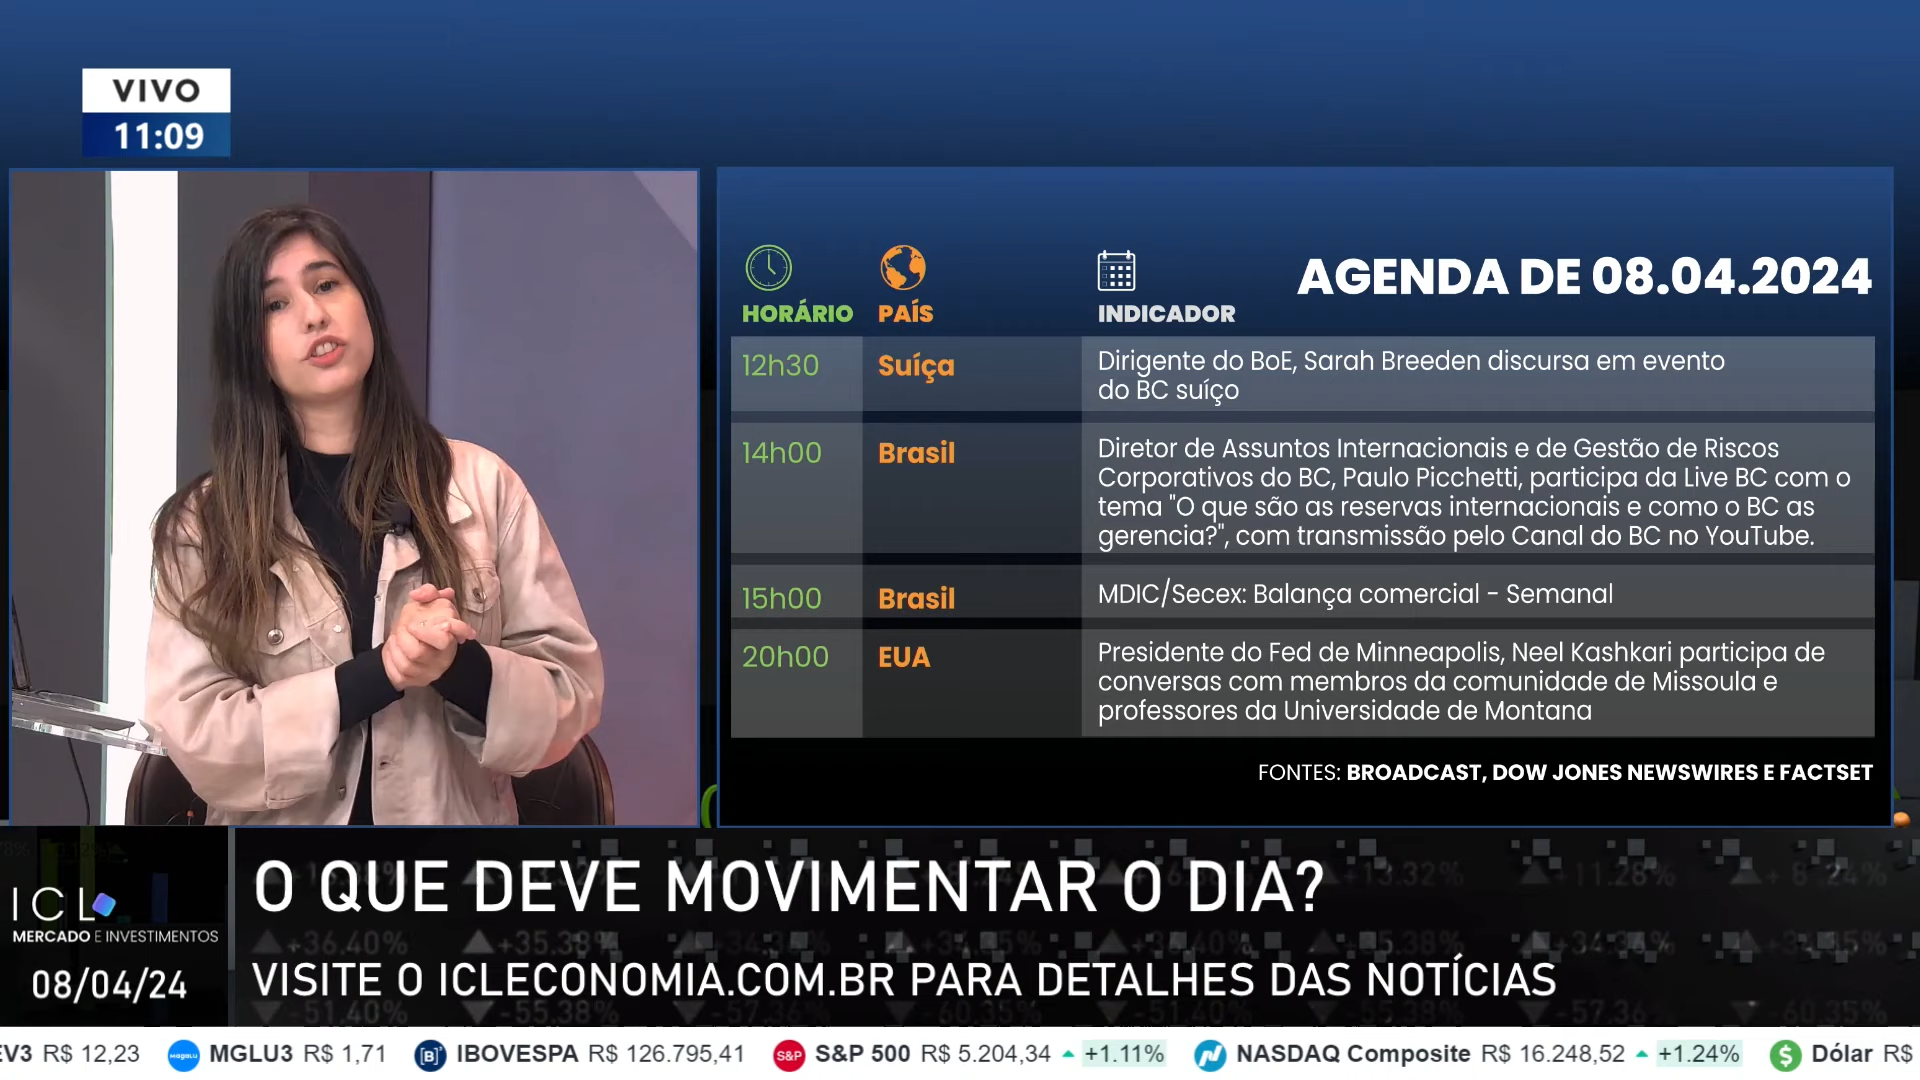 VIVO
11:09
AGENDA DE 08.04.2024
HORÁRIO PAÍS INDICADOR
12h30 Suíça Dirigente do BoE, Sarah Breeden discursa em evento
do BC suíço
14h00 Brasil Diretor de Assuntos Internacionais e de Gestão de Riscos
Corporativos do BC, Paulo Picchetti, participa da Live BC com o
tema "O que são as reservas internacionais e como o BC as
gerencia?", com transmissão pelo Canal do BC no YouTube.
15h00 Brasil MDIC/Secex: Balança comercial - Semanal
20h00 EUA Presidente do Fed de Minneapolis, Neel Kashkari participa de
conversas com membros da comunidade de Missoula e
professores da Universidade de Montana
FONTES: BROADCAST, DOW JONES NEWSWIRES E FACTSET
O QUE DEVE MOVIMENTAR O DIA?
ICL
MERCADO E INVESTIMENTOS
08/04/24
VISITE O ICLECONOMIA.COM.BR PARA DETALHES DAS NOTÍCIAS
EV3 R$ 12,23 magalu MGLU3 R$ 1,71 [B]³ IBOVESPA R$ 126.795,41 S&P S&P 500 R$ 5.204,34 +1.11% NASDAQ Composite R$ 16.248,52 +1.24% $ Dólar R$